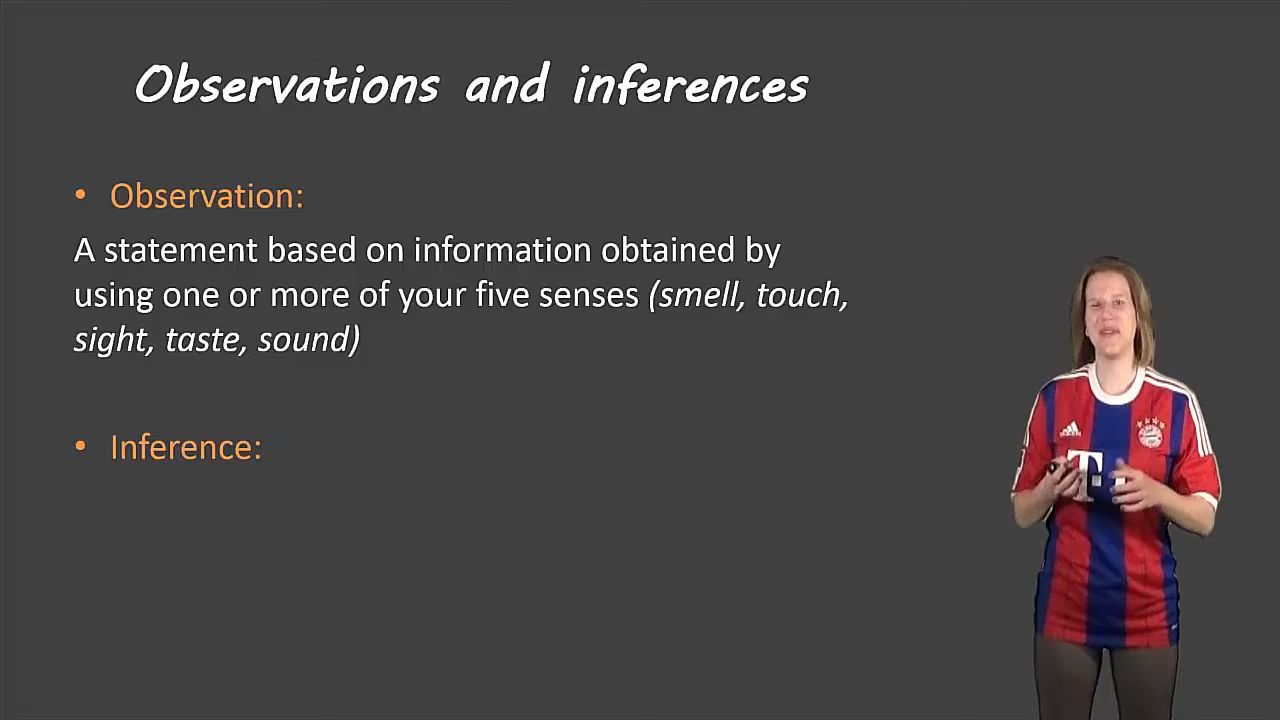 Observations and inferences
• Observation:
A statement based on information obtained by
using one or more of your five senses (smell, touch,
sight, taste, sound)
• Inference:
adidas
T